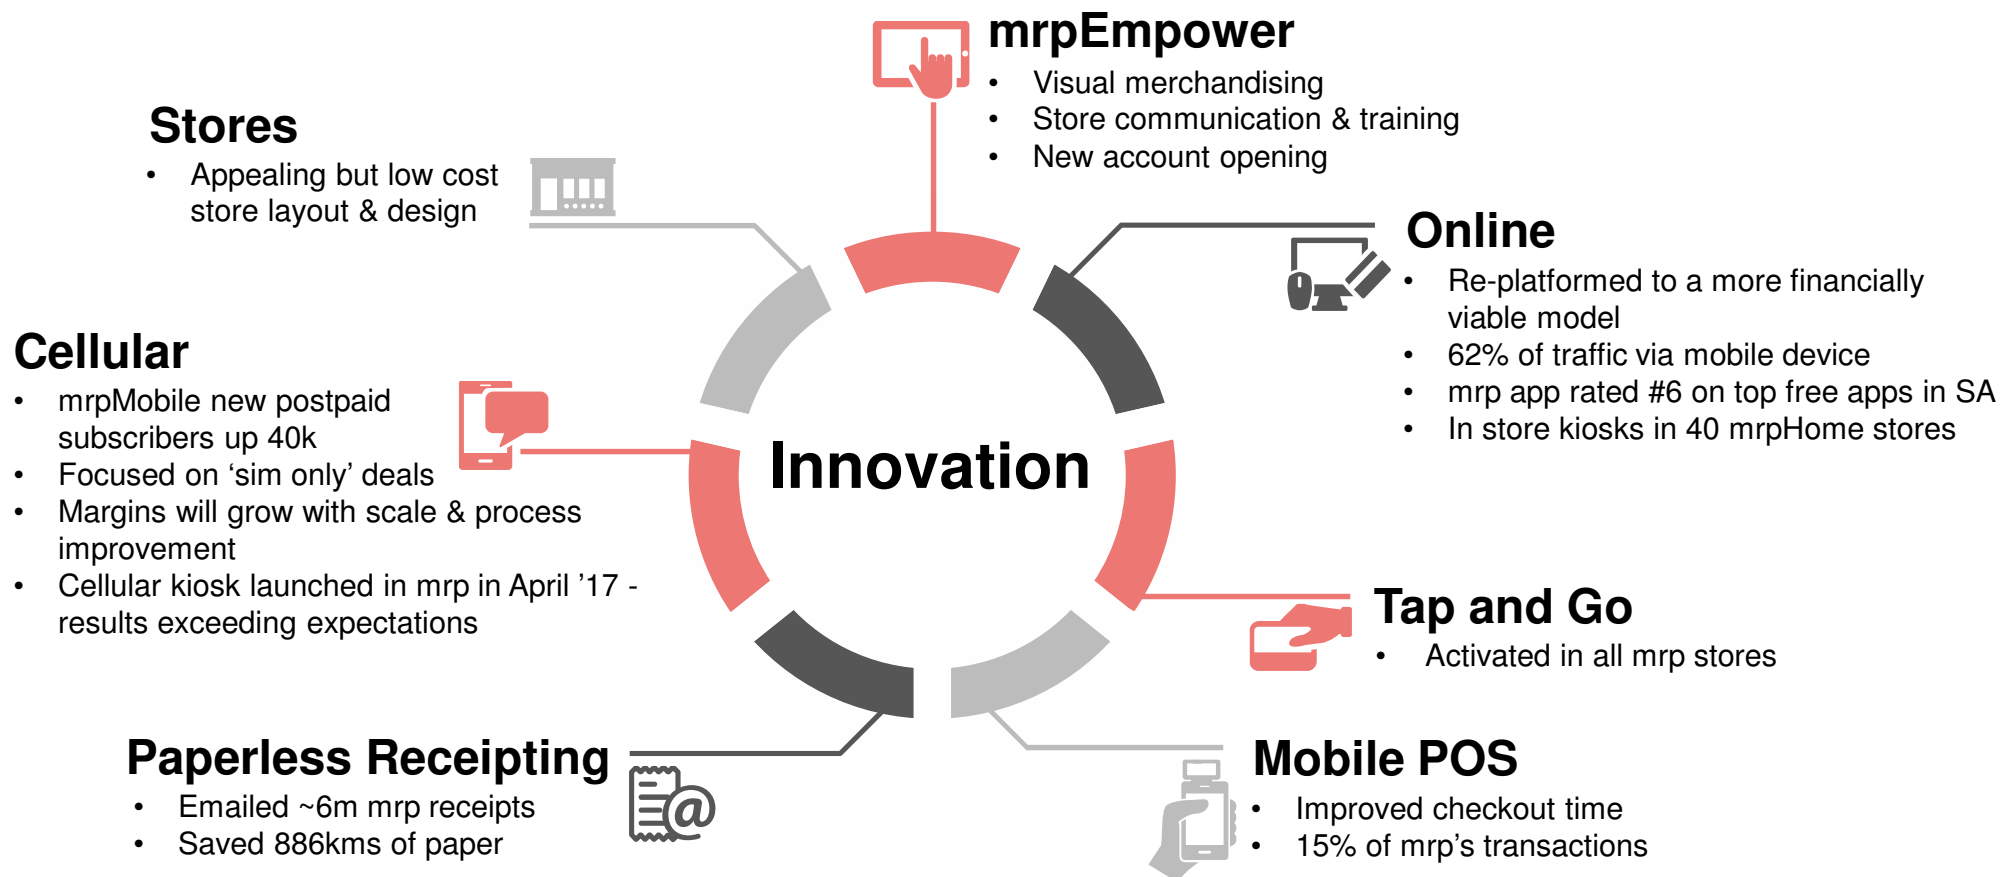 mrpEmpower
• Visual merchandising
• Store communication & training
• New account opening
Stores
• Appealing but low cost
store layout & design
Online
• Re-platformed to a more financially
viable model
• 62% of traffic via mobile device
• mrp app rated #6 on top free apps in SA
• In store kiosks in 40 mrpHome stores
Cellular
• mrpMobile new postpaid
subscribers up 40k
• Focused on ‘sim only’ deals
• Margins will grow with scale & process
improvement
• Cellular kiosk launched in mrp in April ’17 -
results exceeding expectations
Innovation
Tap and Go
• Activated in all mrp stores
Paperless Receipting
• Emailed ~6m mrp receipts
• Saved 886kms of paper
@
Mobile POS
• Improved checkout time
• 15% of mrp’s transactions